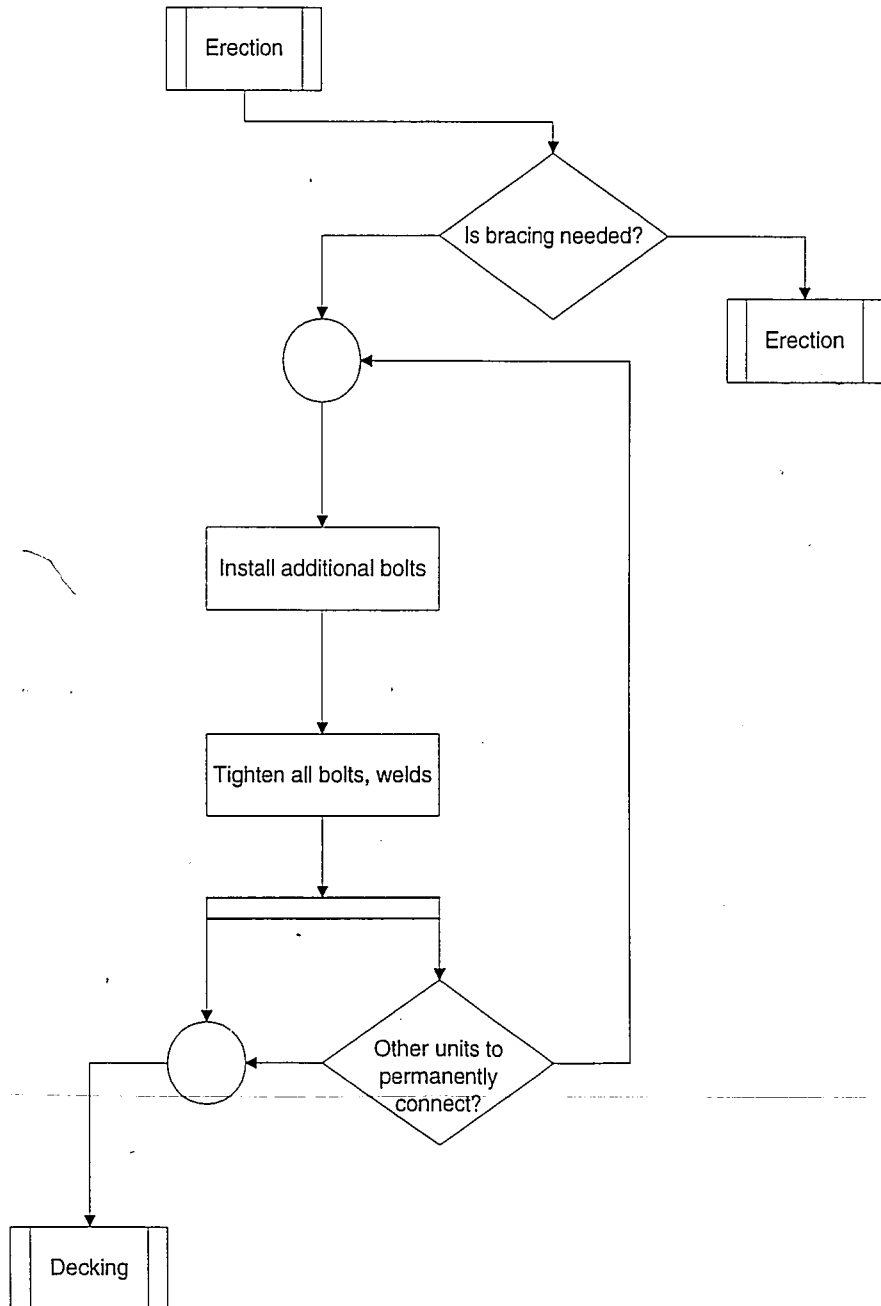 Erection
Is bracing needed?
Erection
Install additional bolts
Tighten all bolts, welds
Other units to
permanently
connect?
Decking